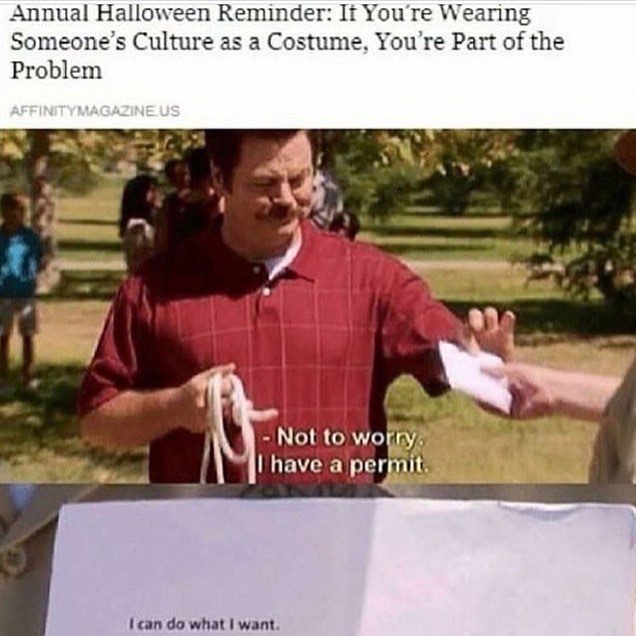 Annual Halloween Reminder: If You're Wearing
Someone's Culture as a Costume, You're Part of the
Problem
AFFINITYMAGAZINE.US
- Not to worry.
I have a permit.
I can do what I want.